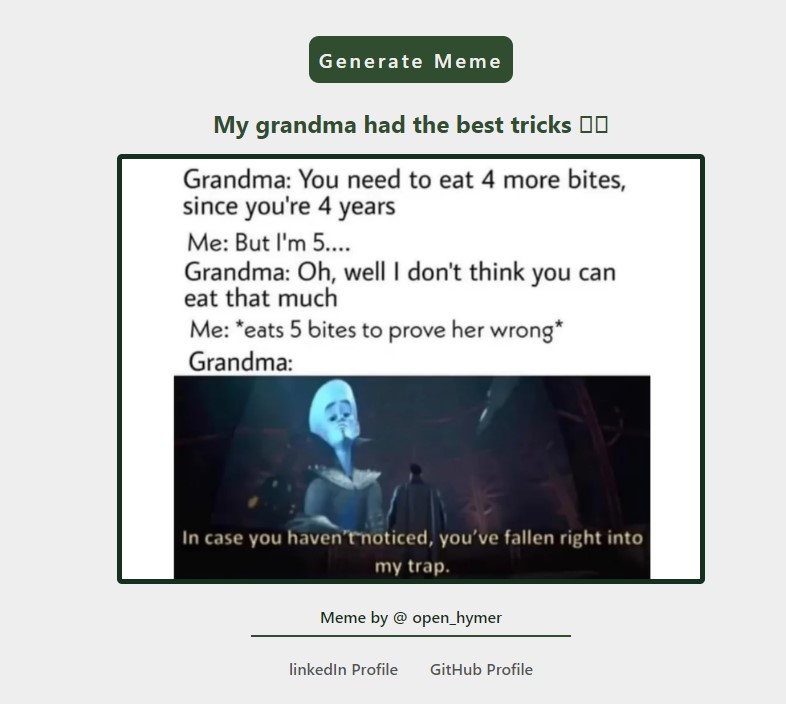 Generate Meme
My grandma had the best tricks
Grandma: You need to eat 4 more bites,
since you're 4 years
Me: But I'm 5....
Grandma: Oh, well I don't think you can
eat that much
Me: *eats 5 bites to prove her wrong*
Grandma:
In case you haven't noticed, you've fallen right into
my trap.
Meme by @ open_hymer
linkedIn Profile GitHub Profile